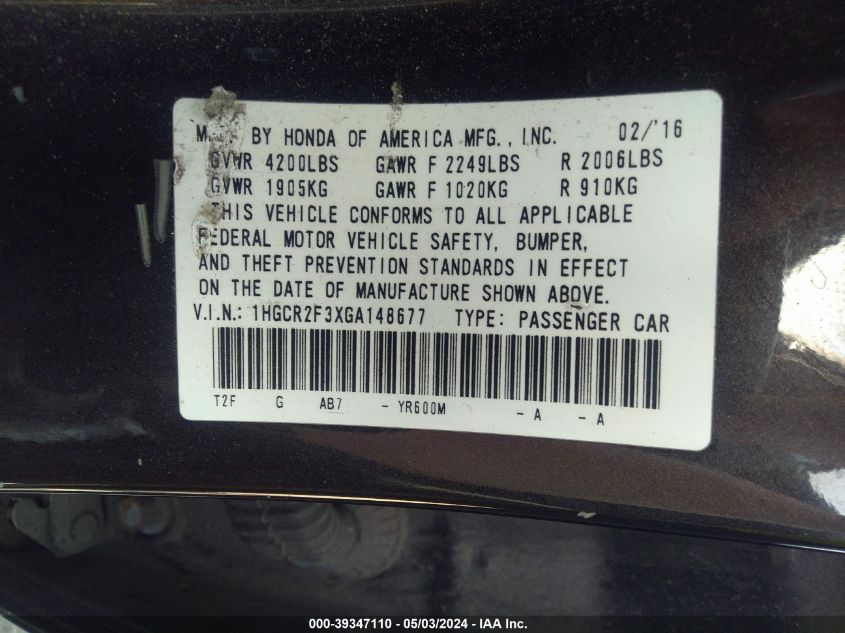 BY HONDA OF AMERICA MFG., INC. 02/'16
GVWR 4200LBS GAWR F 2249LBS R 2006LBS
GVWR 1905KG GAWR F 1020KG R 910KG
THIS VEHICLE CONFORMS TO ALL APPLICABLE
FEDERAL MOTOR VEHICLE SAFETY, BUMPER,
AND THEFT PREVENTION STANDARDS IN EFFECT
ON THE DATE OF MANUFACTURE SHOWN ABOVE.
V.I.N.: 1HGCR2F3XGA148677 TYPE: PASSENGER CAR
T2F G AB7 - YR600M - A - A
000-39347110 - 05/03/2024 - IAA Inc.